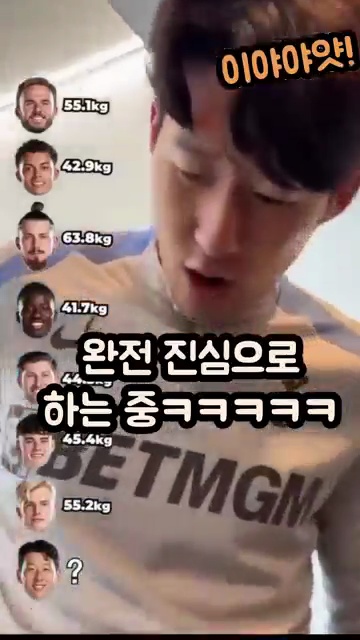 이야야얏!
55.1kg
42.9kg
63.8kg
41.7kg
완전 진심으로
하는 중ㅋㅋㅋㅋㅋ
45.4kg
BETMGM
55.2kg
?